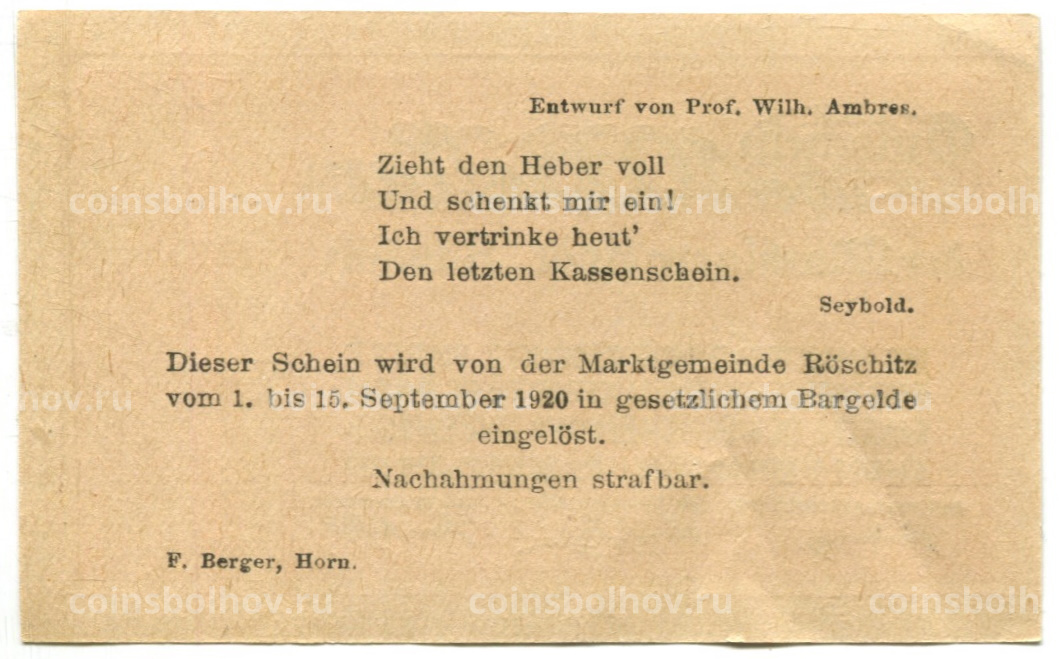 Entwurf von Prof. Wilh. Ambres.
Zieht den Heber voll
Und schenkt mir ein!
Ich vertrinke heut'
Den letzten Kassenschein.
Seybold.
Dieser Schein wird von der Marktgemeinde Röschitz
vom 1. bis 15. September 1920 in gesetzlichem Bargelde
eingelöst.
Nachahmungen strafbar.
F. Berger, Horn.
coinsbolhov.ru